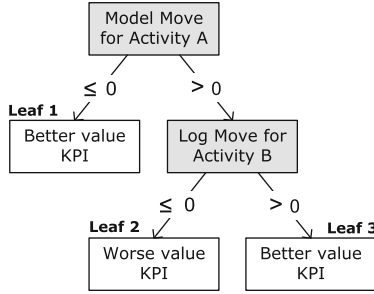 Model Move
for Activity A
≤ 0
> 0
Leaf 1
Better value
KPI
Log Move for
Activity B
≤ 0
> 0
Leaf 2
Leaf 3
Worse value
KPI
Better value
KPI